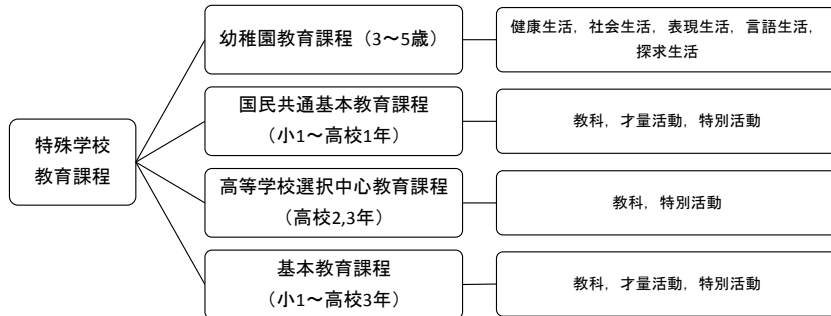 特殊学校
教育課程
幼稚園教育課程（3～5歳）
健康生活，社会生活，表現生活，言語生活，
探求生活
国民共通基本教育課程
（小1～高校1年）
教科，才量活動，特別活動
高等学校選択中心教育課程
（高校2,3年）
教科，特別活動
基本教育課程
（小1～高校3年）
教科，才量活動，特別活動